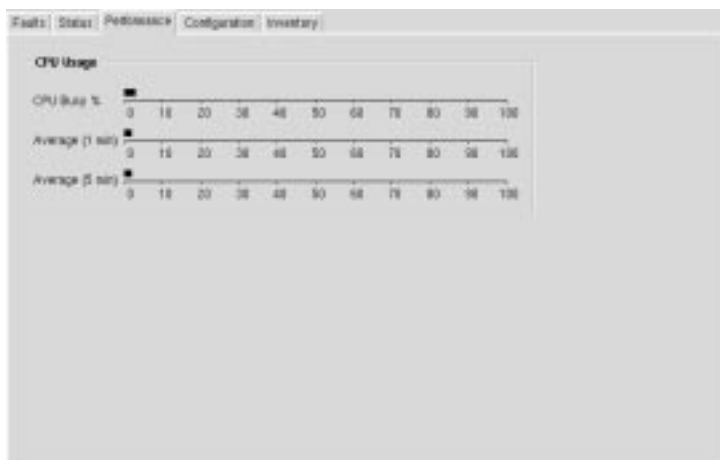 Faults Status Performance Configuration Inventory
CPU Usage
CPU Busy %
0 10 20 30 40 50 60 70 80 90 100
Average (1 min)
0 10 20 30 40 50 60 70 80 90 100
Average (5 min)
0 10 20 30 40 50 60 70 80 90 100